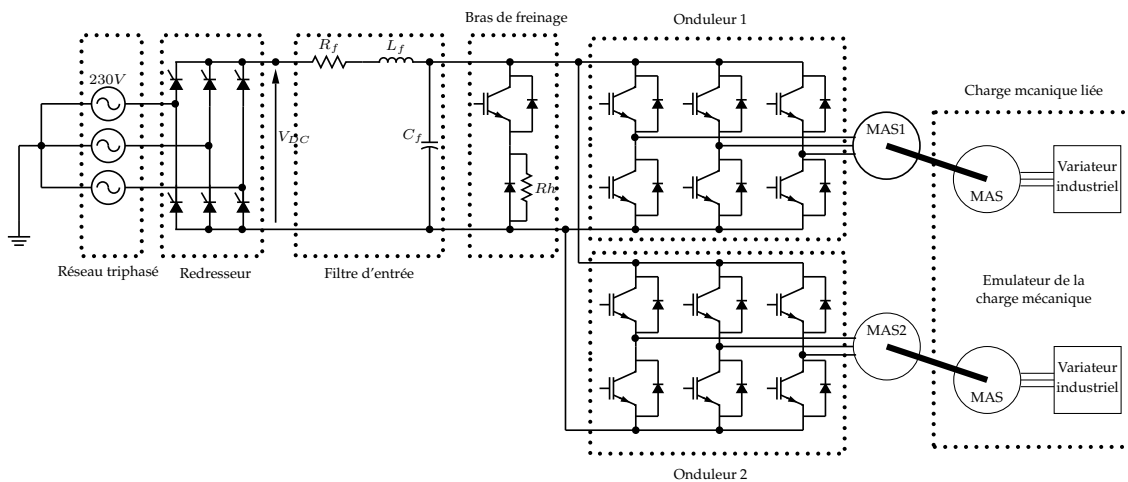 Bras de freinage
Onduleur 1
230V
R_f
L_f
V_DC
C_f
Rh
Réseau triphasé
Redresseur
Filtre d'entrée
MAS1
Charge mcanique liée
MAS
Variateur
industriel
Emulateur de la
charge mécanique
MAS2
MAS
Variateur
industriel
Onduleur 2